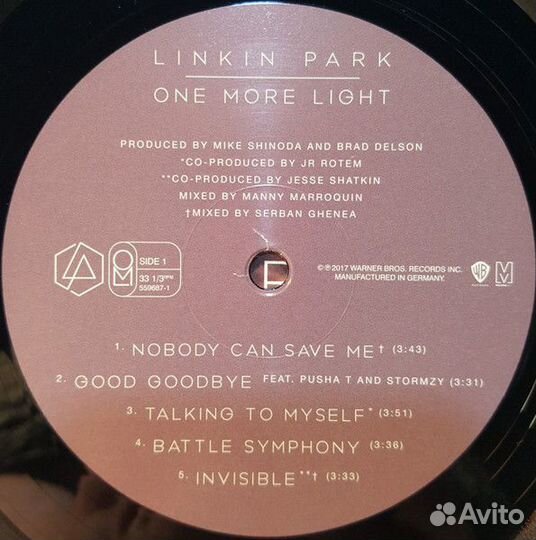 LINKIN PARK
ONE MORE LIGHT
PRODUCED BY MIKE SHINODA AND BRAD DELSON
*CO-PRODUCED BY JR ROTEM
**CO-PRODUCED BY JESSE SHATKIN
MIXED BY MANNY MARROQUIN
†MIXED BY SERBAN GHENEA
SIDE 1
33 1/3RPM
559687-1
℗©2017 WARNER BROS. RECORDS INC.
MANUFACTURED IN GERMANY.
1. NOBODY CAN SAVE ME† (3:43)
2. GOOD GOODBYE FEAT. PUSHA T AND STORMZY (3:31)
3. TALKING TO MYSELF* (3:51)
4. BATTLE SYMPHONY (3:36)
5. INVISIBLE**† (3:33)
Avito